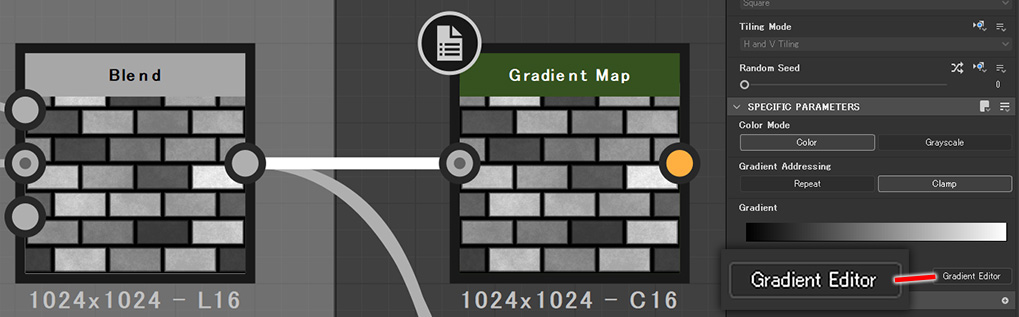 Blend
1024x1024 - L16
Gradient Map
1024x1024 - C16
Square
Tiling Mode
H and V Tiling
Random Seed
0
SPECIFIC PARAMETERS
Color Mode
Color Grayscale
Gradient Addressing
Repeat Clamp
Gradient
Gradient Editor
Gradient Editor